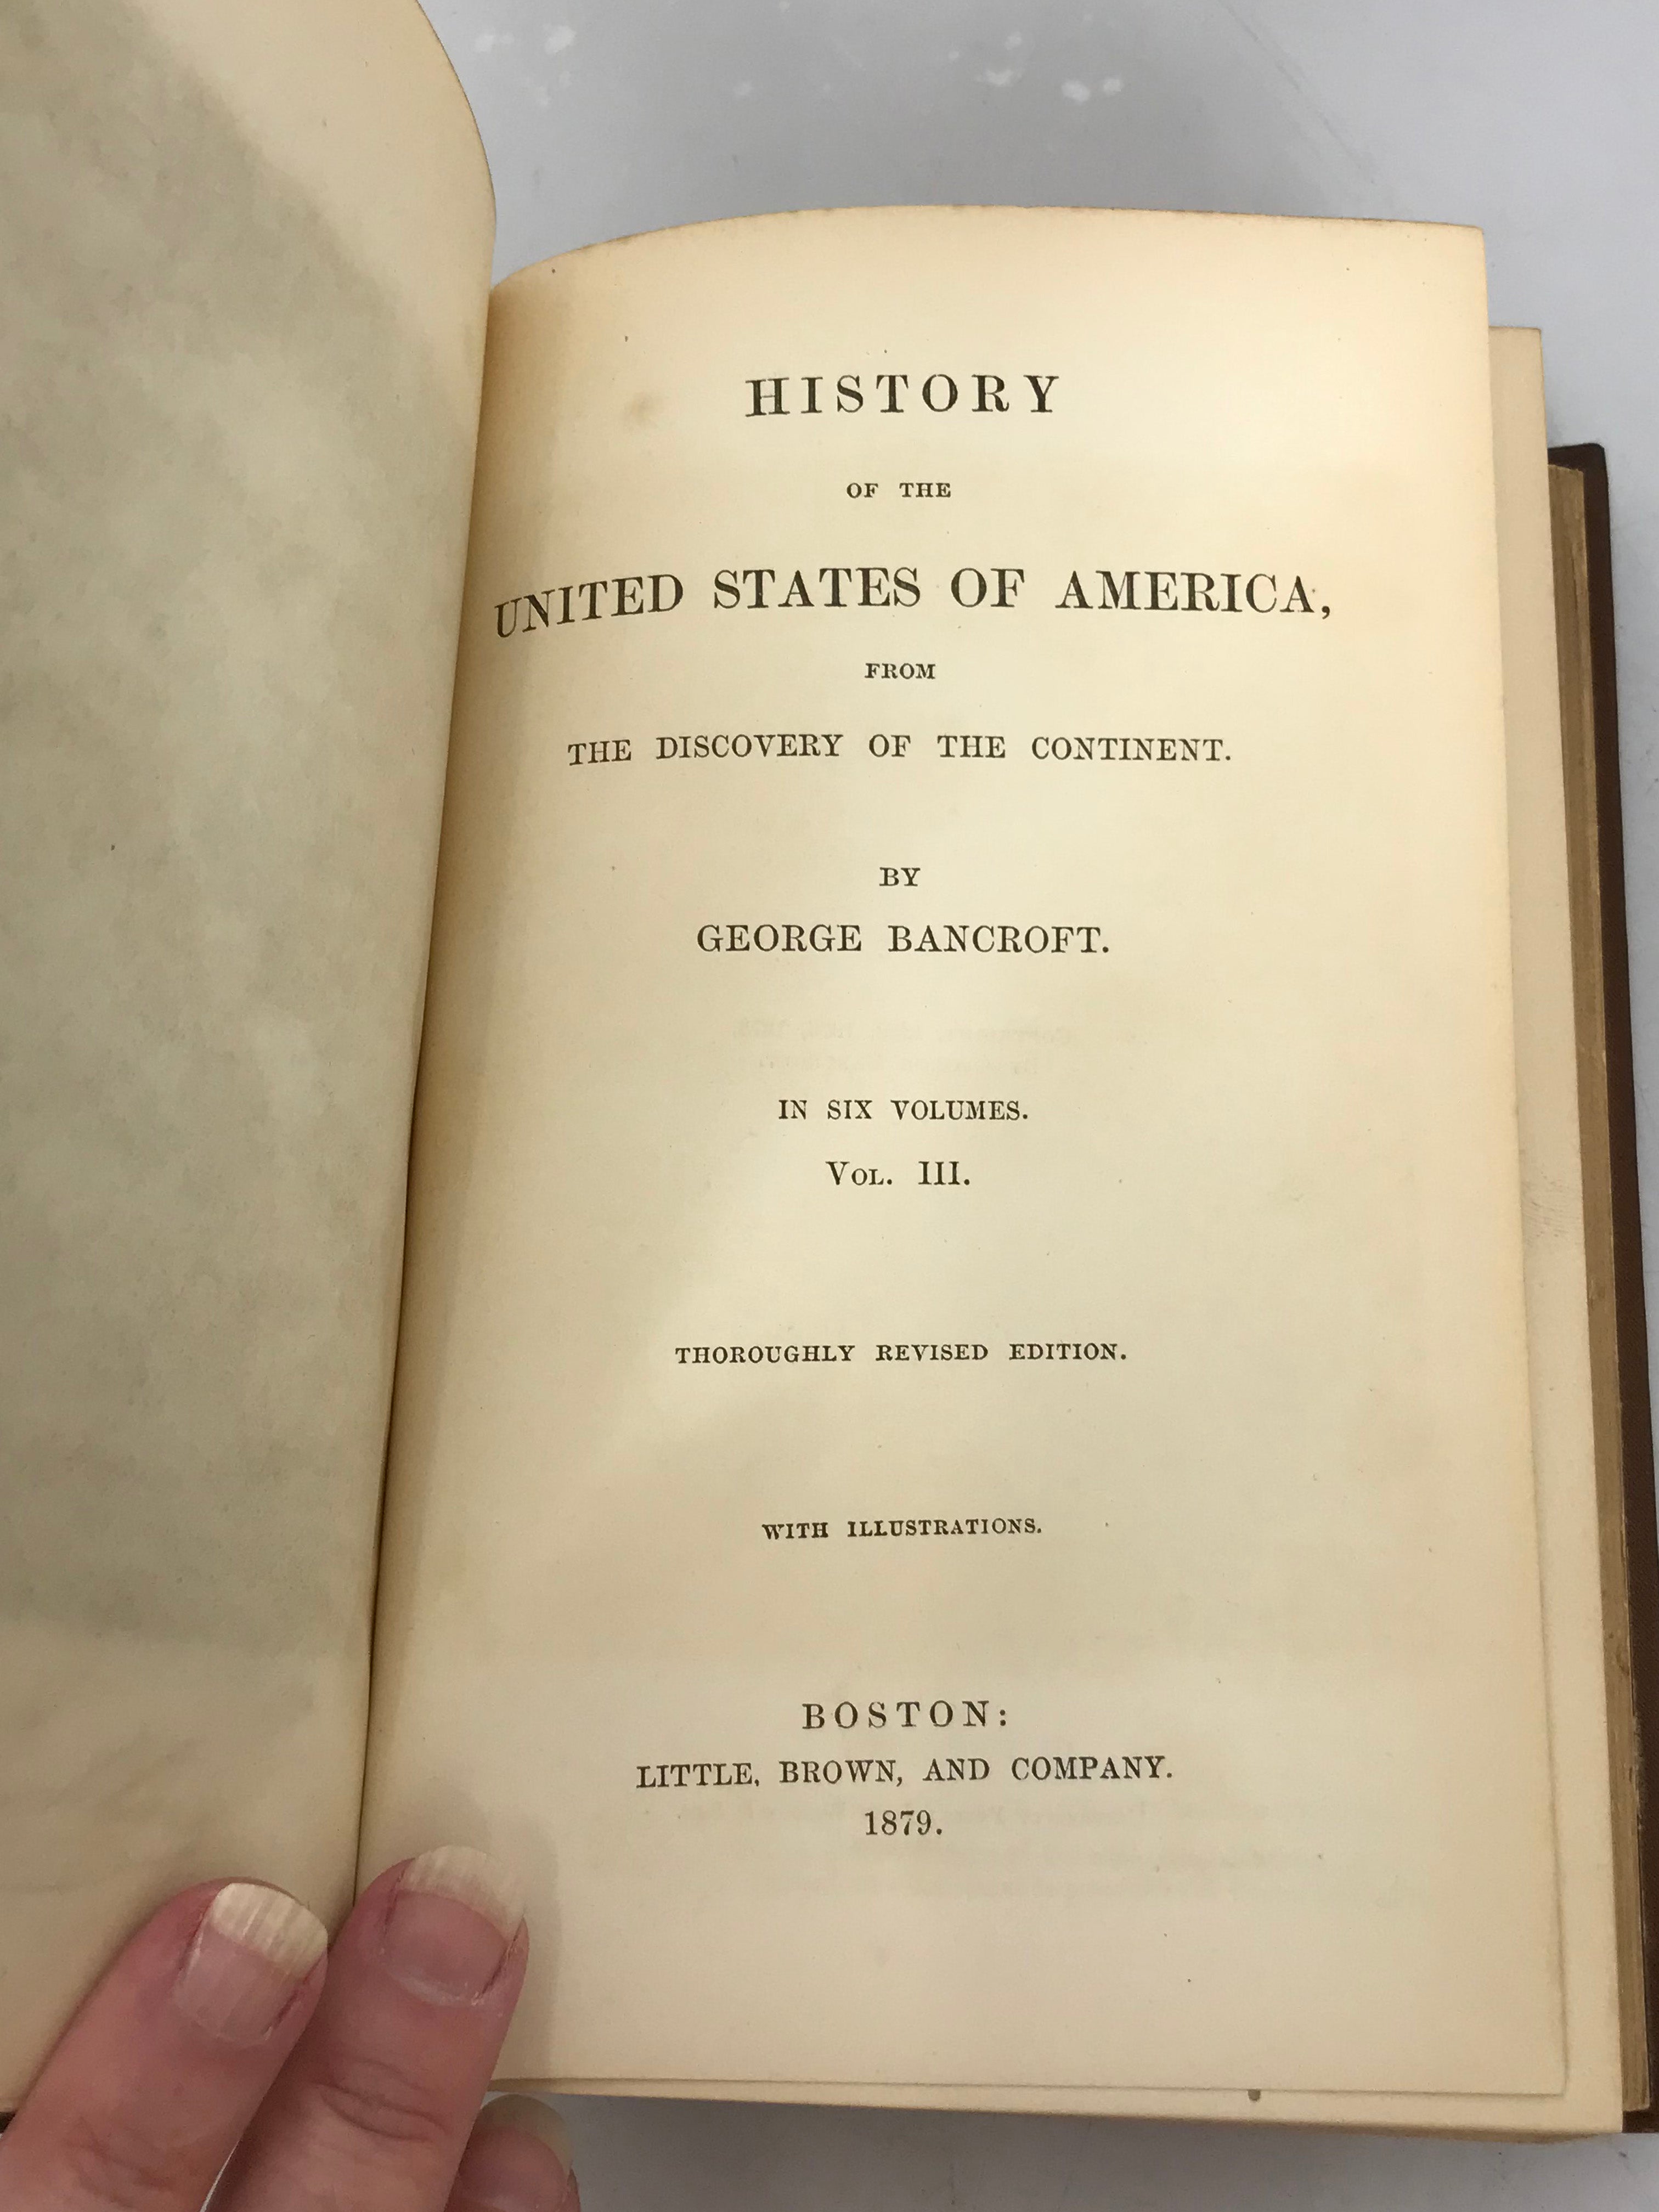 HISTORY
OF THE
UNITED STATES OF AMERICA,
FROM
THE DISCOVERY OF THE CONTINENT.
BY
GEORGE BANCROFT.
IN SIX VOLUMES.
VOL. III.
THOROUGHLY REVISED EDITION.
WITH ILLUSTRATIONS.
BOSTON:
LITTLE, BROWN, AND COMPANY.
1879.